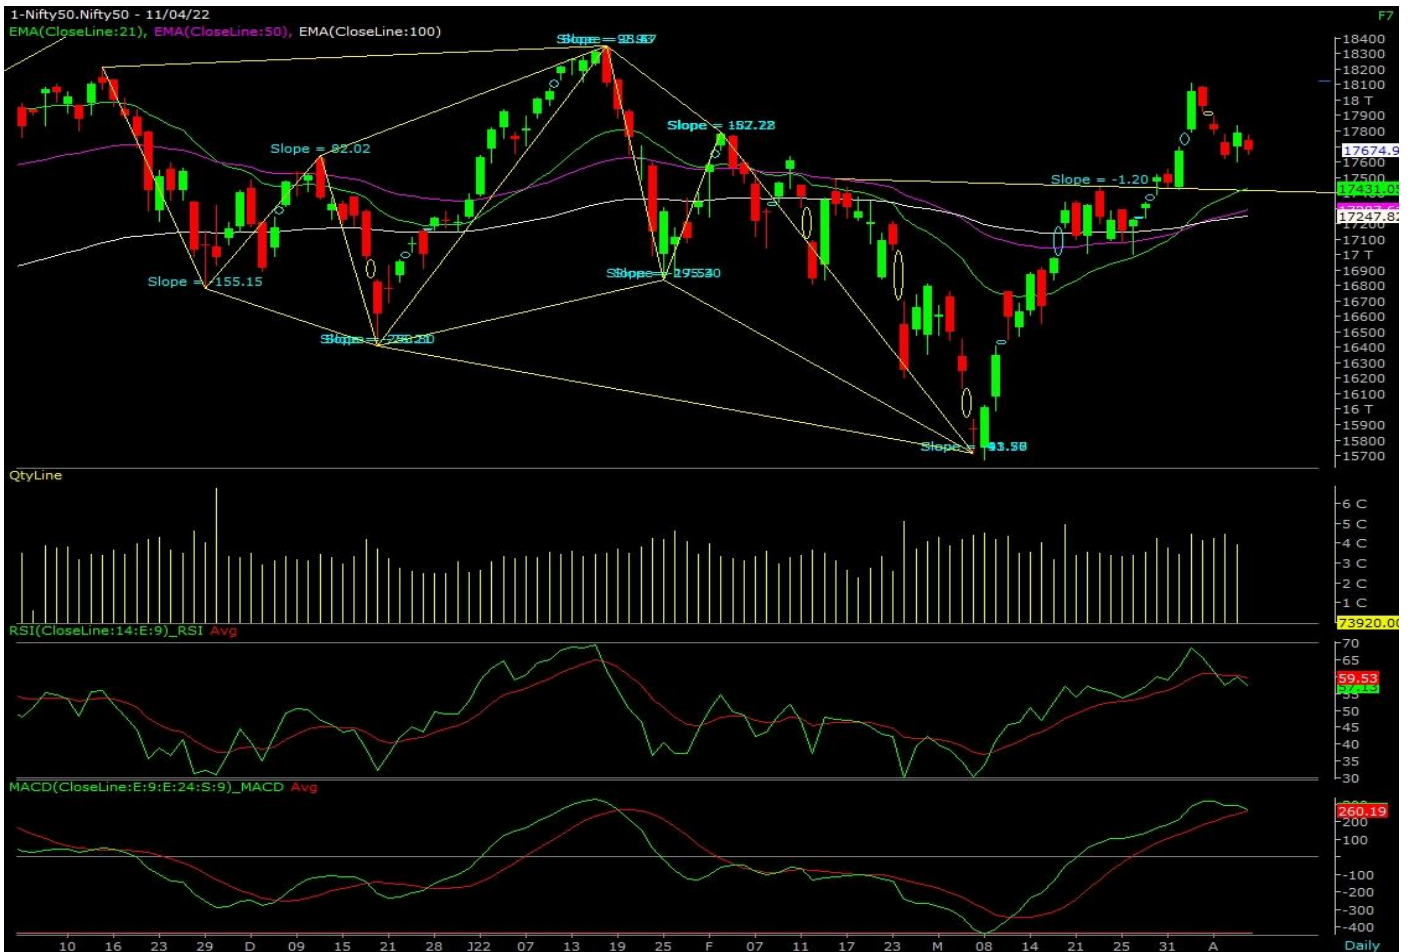 1-Nifty50.Nifty50 - 11/04/22
F7
EMA(CloseLine:21), EMA(CloseLine:50), EMA(CloseLine:100)
18400
18300
18200
18100
18 T
17900
17800
17674.9
17600
17500
17431.05
17247.82
17100
17 T
16900
16800
16700
16600
16500
16400
16300
16200
16100
16 T
15900
15800
15700
Slope =
Slope = 82.02
Slope =
Slope = -1.20
Slope = -155.15
Slope =
Slope =
Slope =
QtyLine
6 C
5 C
4 C
3 C
2 C
1 C
73920.00
RSI(CloseLine:14:E:9)_RSI Avg
70
65
59.53
57.13
50
45
40
35
30
MACD(CloseLine:E:9:E:24:S:9)_MACD Avg
260.19
200
100
-100
-200
-300
-400
10 16 23 29 D 09 15 21 28 J22 07 13 19 25 F 07 11 17 23 M 08 14 21 25 31 A
Daily